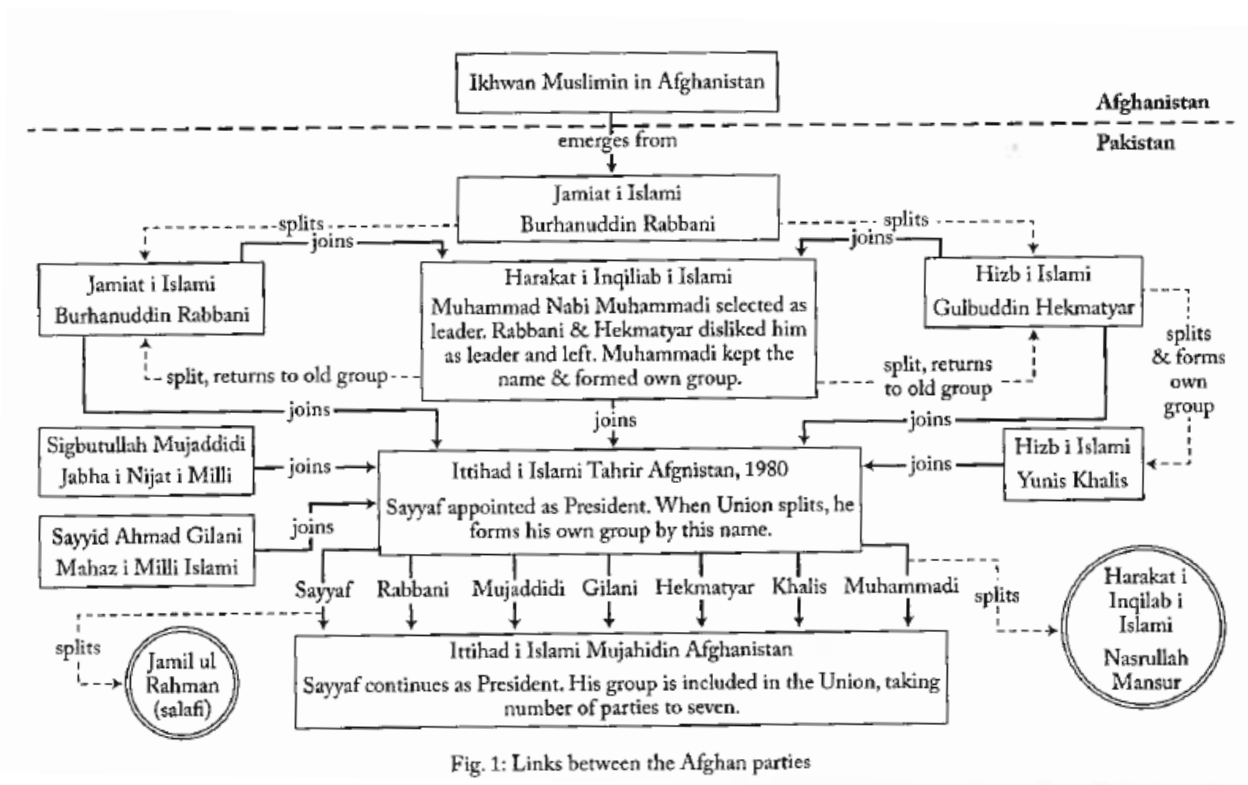 Ikhwan Muslimin in Afghanistan
Afghanistan
Pakistan
emerges from
Jamiat i Islami
Burhanuddin Rabbani
splits
joins
splits
joins
Jamiat i Islami
Burhanuddin Rabbani
Harakat i Inqiliab i Islami
Muhammad Nabi Muhammadi selected as
leader. Rabbani & Hekmatyar disliked him
as leader and left. Muhammadi kept the
name & formed own group.
Hizb i Islami
Gulbuddin Hekmatyar
splits
& forms
own
group
split, returns to old group
split, returns
to old group
joins
joins
joins
Sigbutullah Mujaddidi
Jabha i Nijat i Milli
joins
Ittihad i Islami Tahrir Afgnistan, 1980
Sayyaf appointed as President. When Union splits, he
forms his own group by this name.
joins
Hizb i Islami
Yunis Khalis
Sayyid Ahmad Gilani
Mahaz i Milli Islami
joins
Sayyaf
Rabbani
Mujaddidi
Gilani
Hekmatyar
Khalis
Muhammadi
splits
Harakat i
Inqilab i
Islami
Nasrullah
Mansur
splits
Jamil ul
Rahman
(salafi)
Ittihad i Islami Mujahidin Afghanistan
Sayyaf continues as President. His group is included in the Union, taking
number of parties to seven.
Fig. 1: Links between the Afghan parties